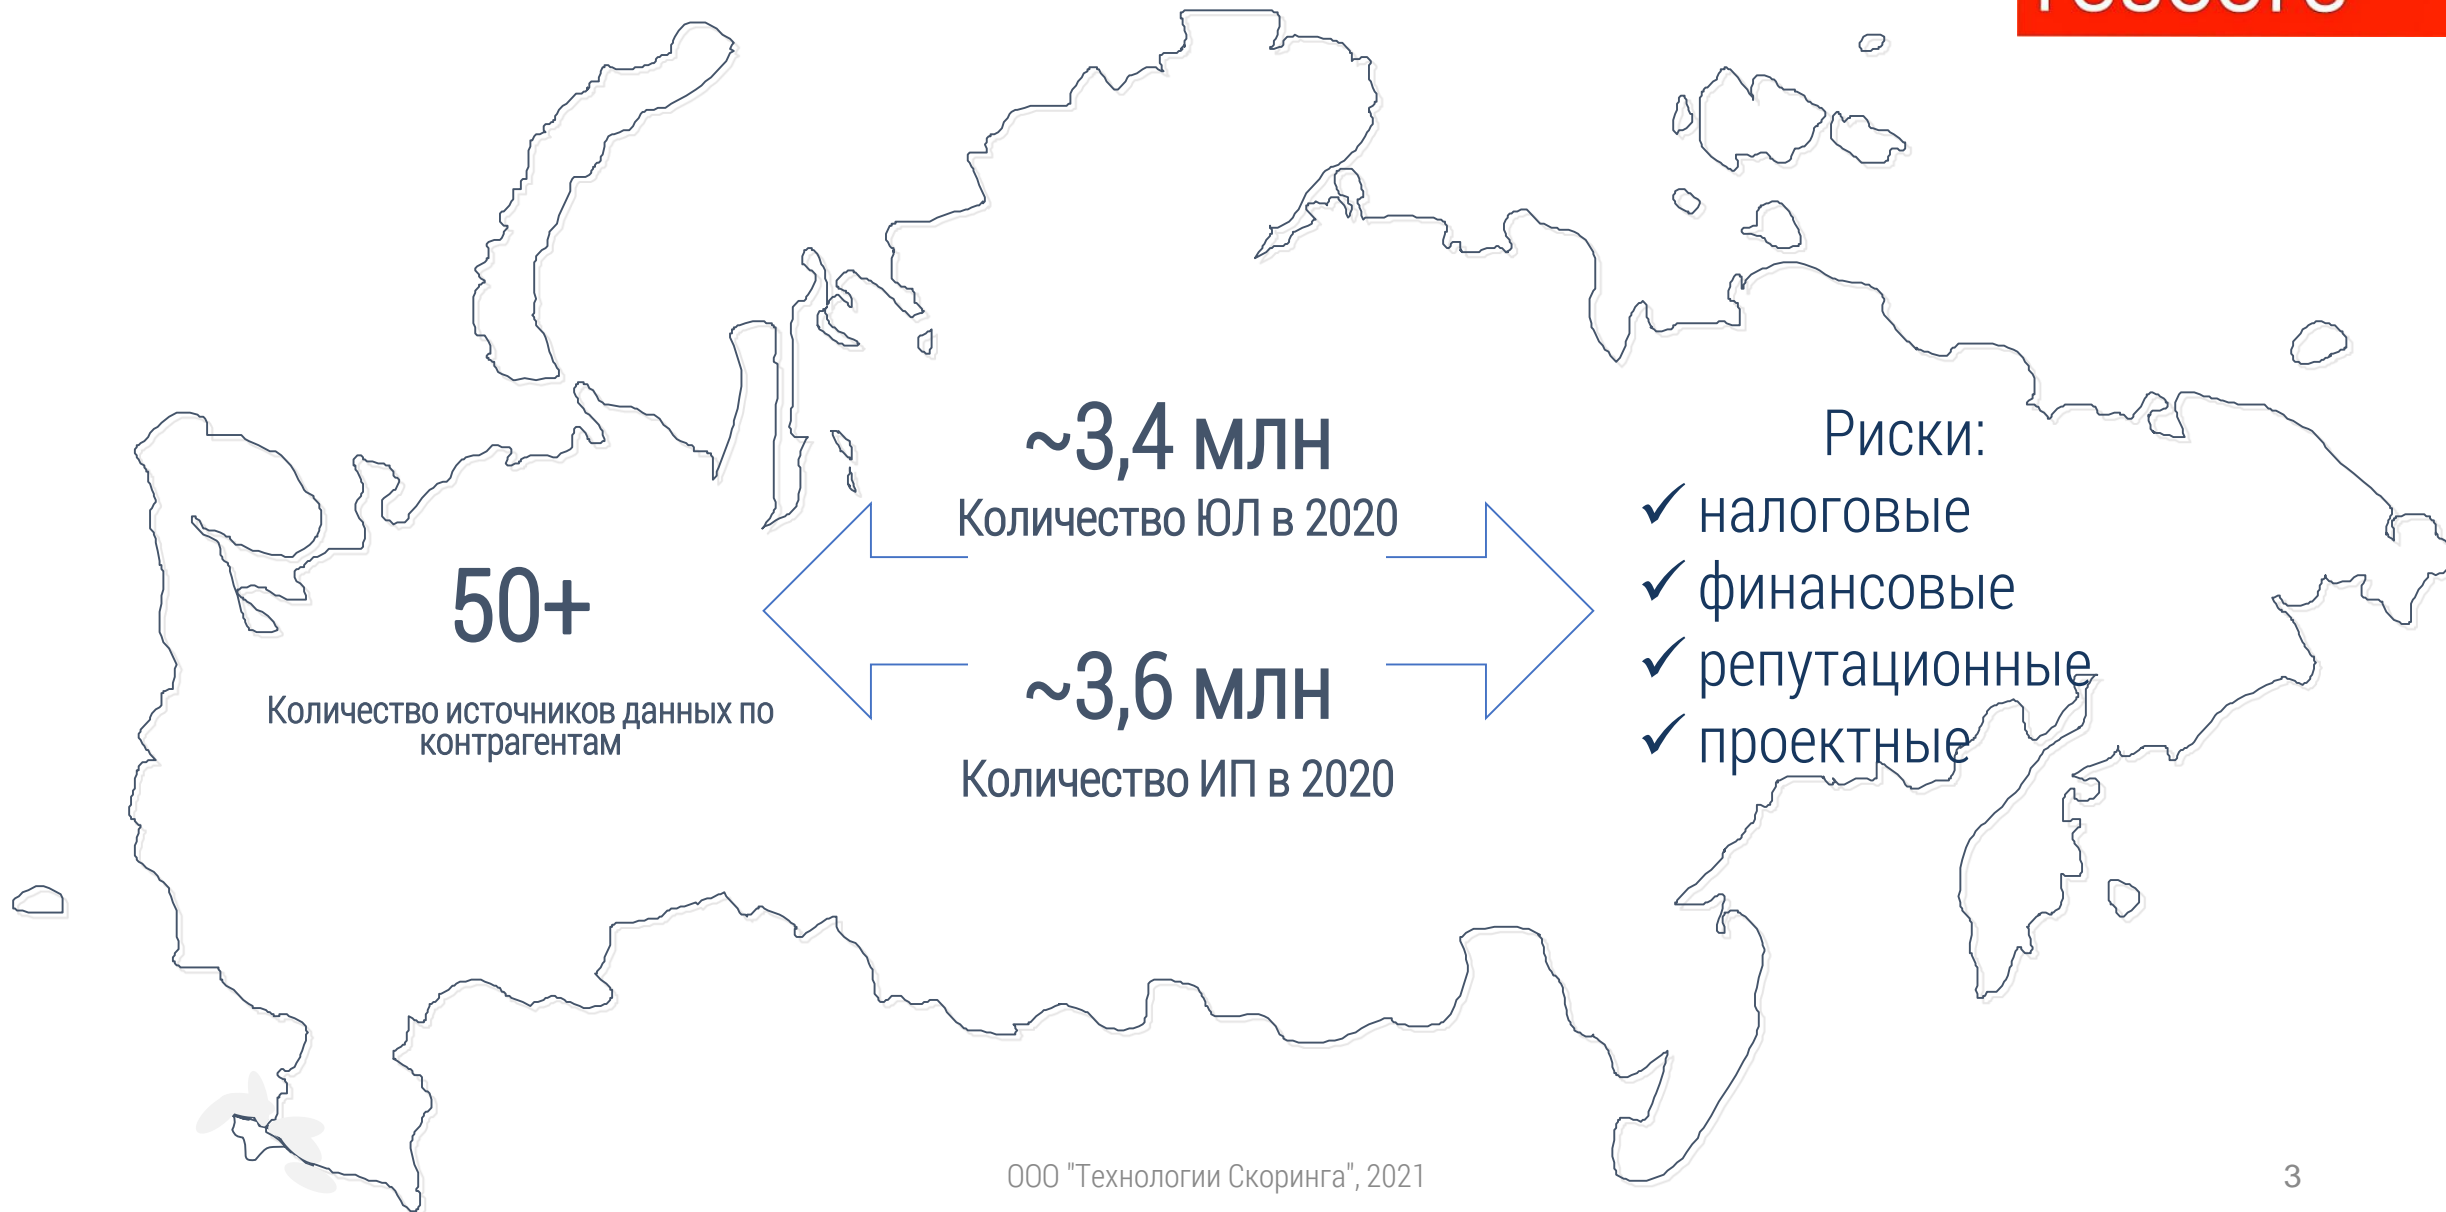 ~3,4 млн
Количество ЮЛ в 2020
50+
Количество источников данных по
контрагентам
~3,6 млн
Количество ИП в 2020
Риски:
✓ налоговые
✓ финансовые
✓ репутационные
✓ проектные
ООО "Технологии Скоринга", 2021
3